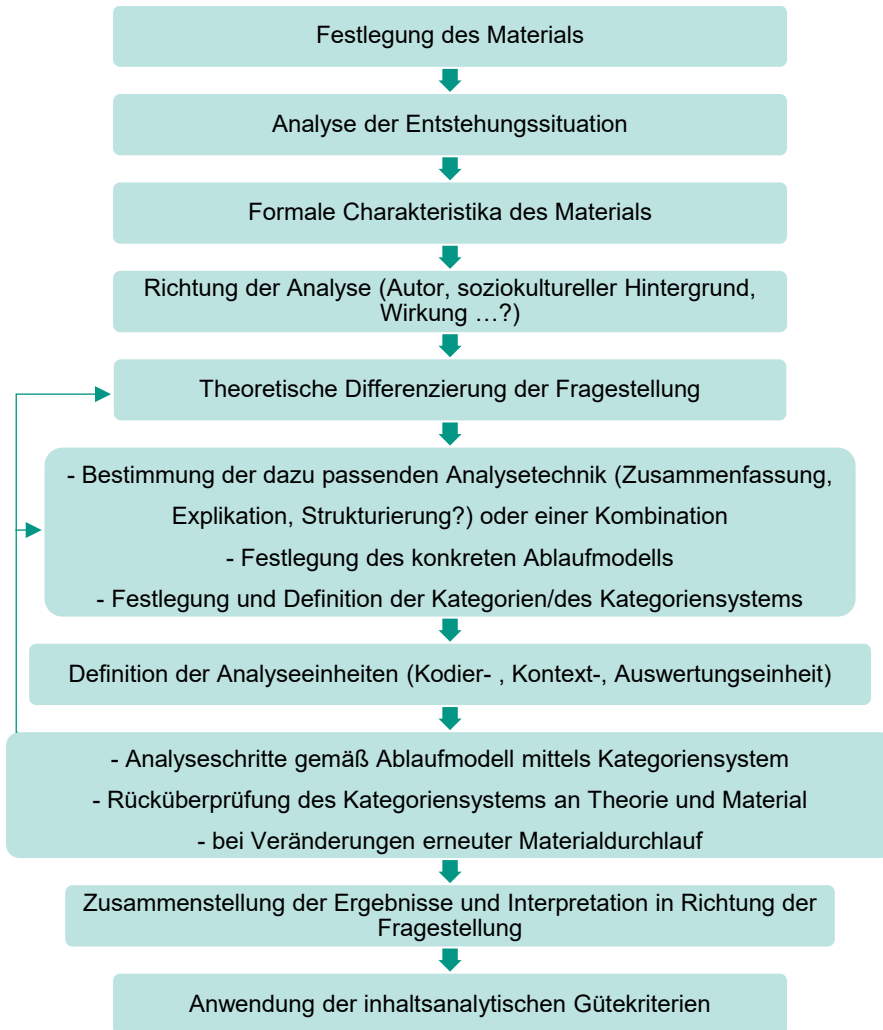 Festlegung des Materials
Analyse der Entstehungssituation
Formale Charakteristika des Materials
Richtung der Analyse (Autor, soziokultureller Hintergrund,
Wirkung …?)
Theoretische Differenzierung der Fragestellung
- Bestimmung der dazu passenden Analysetechnik (Zusammenfassung,
Explikation, Strukturierung?) oder einer Kombination
- Festlegung des konkreten Ablaufmodells
- Festlegung und Definition der Kategorien/des Kategoriensystems
Definition der Analyseeinheiten (Kodier- , Kontext-, Auswertungseinheit)
- Analyseschritte gemäß Ablaufmodell mittels Kategoriensystem
- Rücküberprüfung des Kategoriensystems an Theorie und Material
- bei Veränderungen erneuter Materialdurchlauf
Zusammenstellung der Ergebnisse und Interpretation in Richtung der
Fragestellung
Anwendung der inhaltsanalytischen Gütekriterien